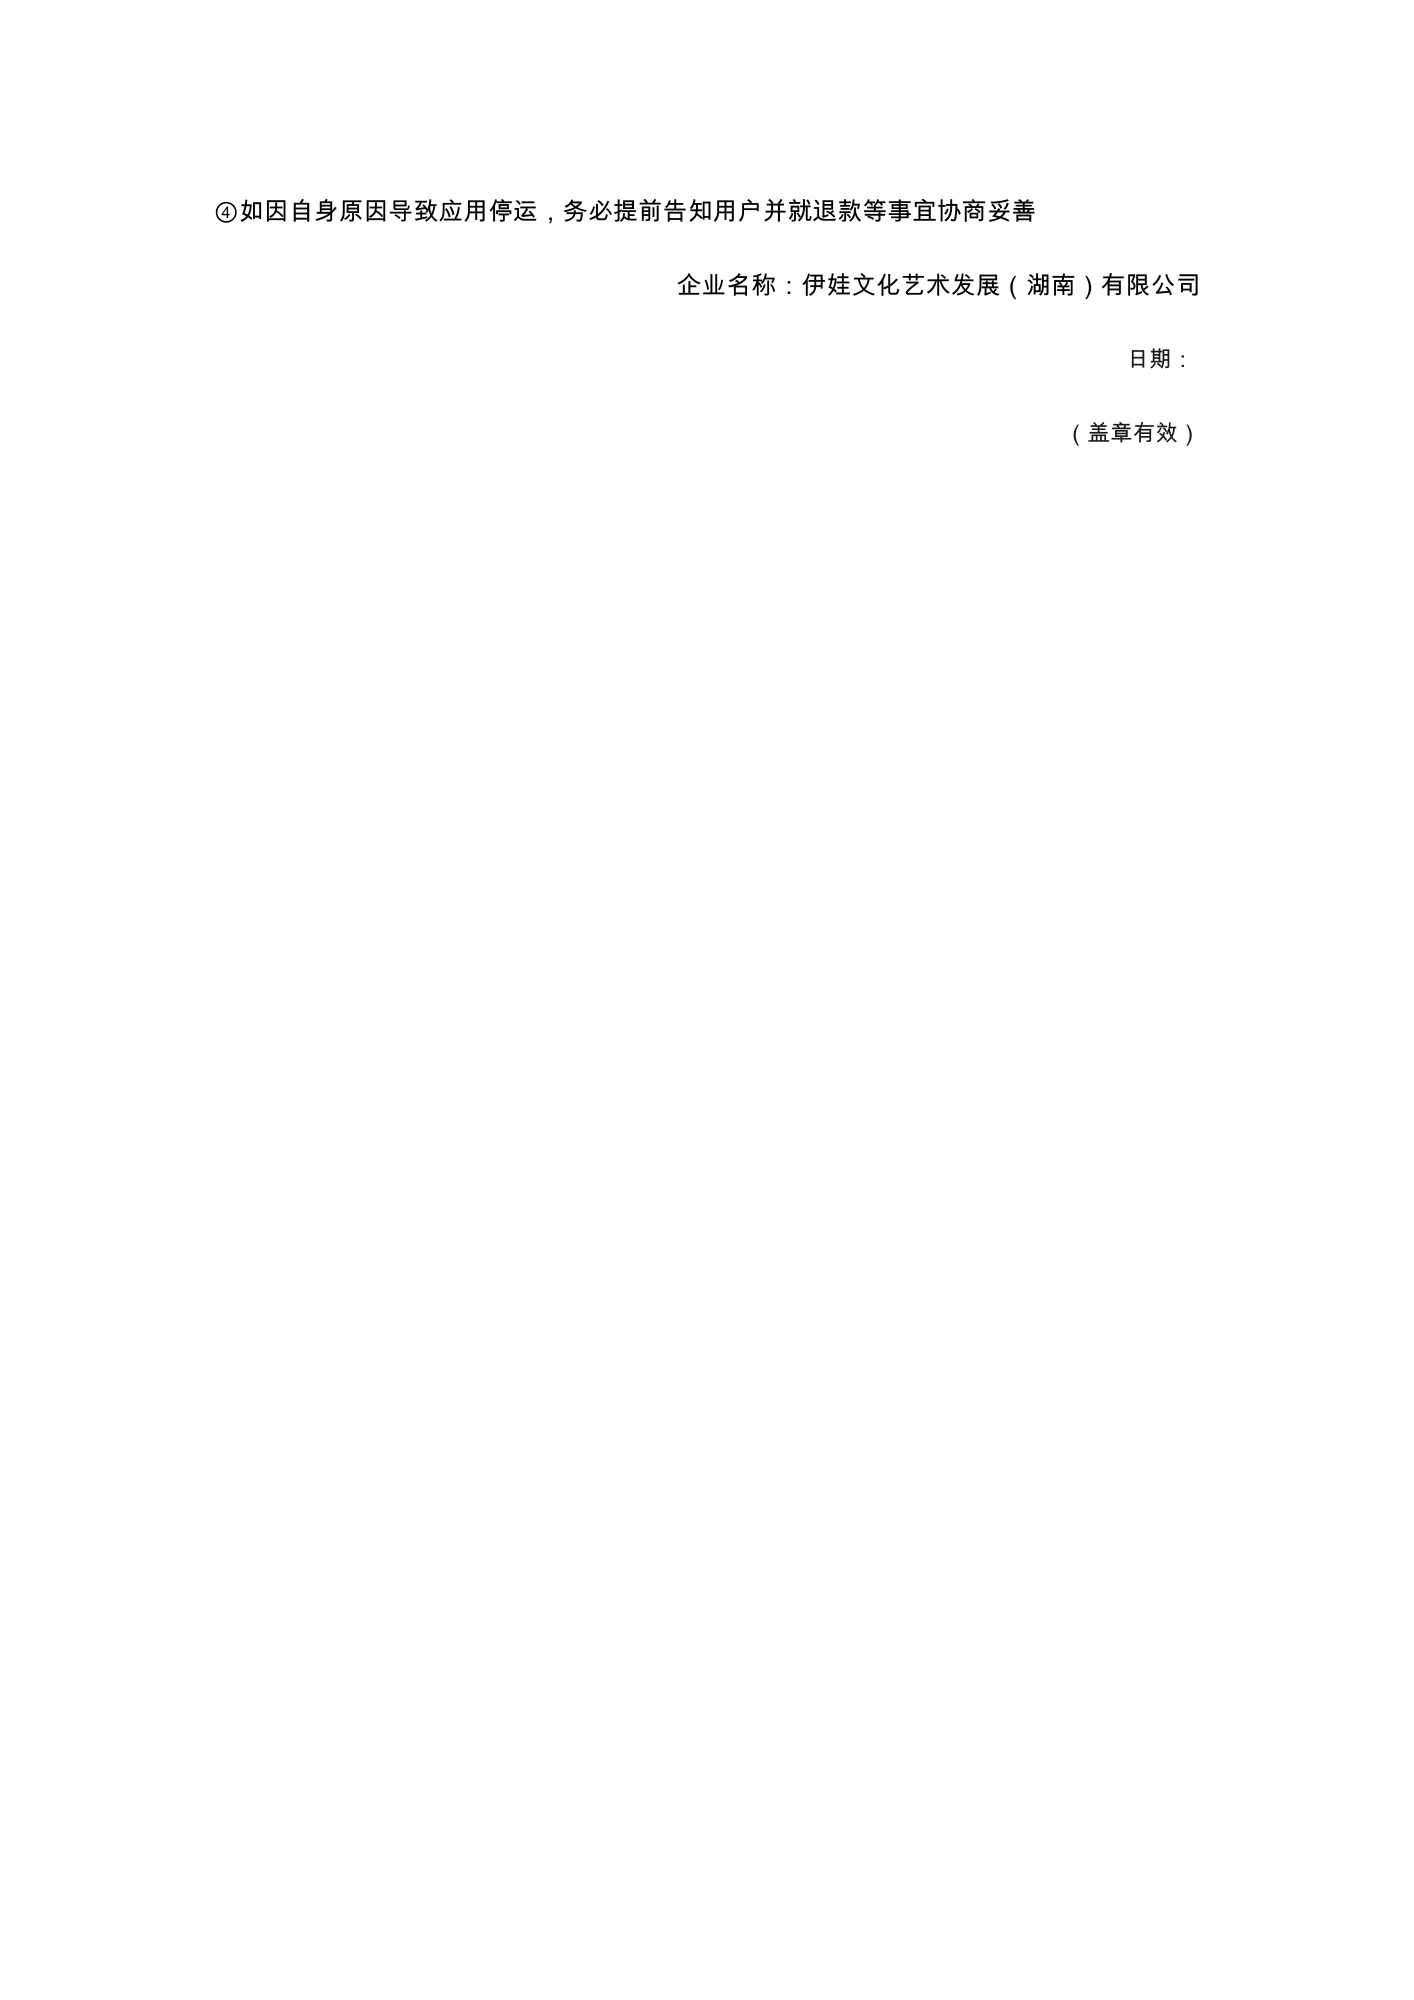 ④如因自身原因导致应用停运，务必提前告知用户并就退款等事宜协商妥善
企业名称：伊娃文化艺术发展（湖南）有限公司
日期：
（盖章有效）